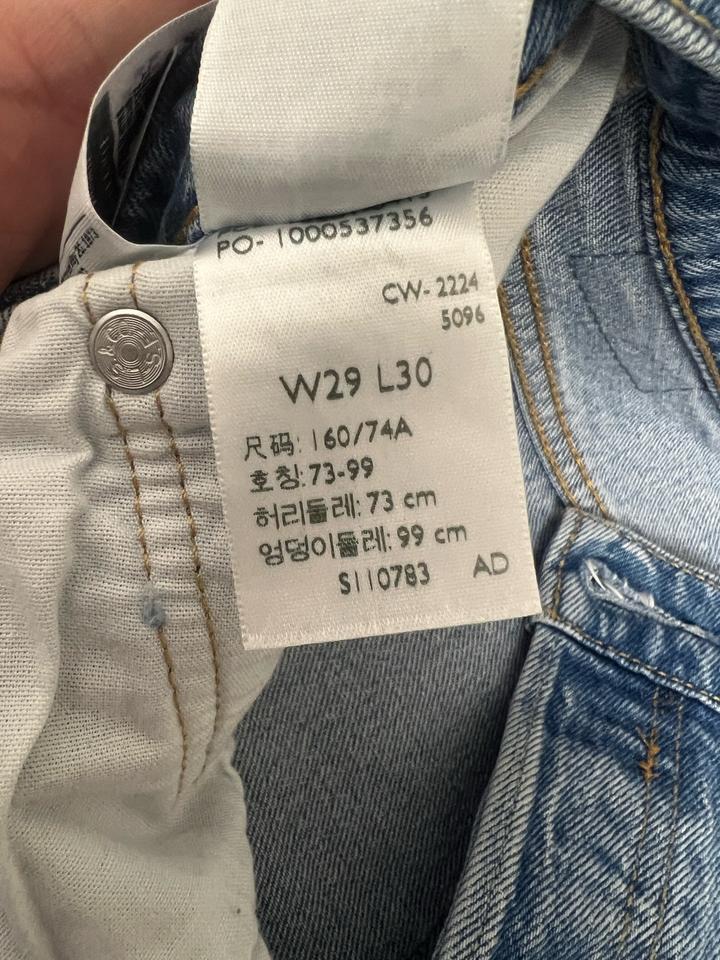 PO- 1000537356
CW- 2224
5096
W29 L30
尺码: 160/74A
호칭: 73-99
허리둘레: 73 cm
엉덩이둘레: 99 cm
S110783 AD